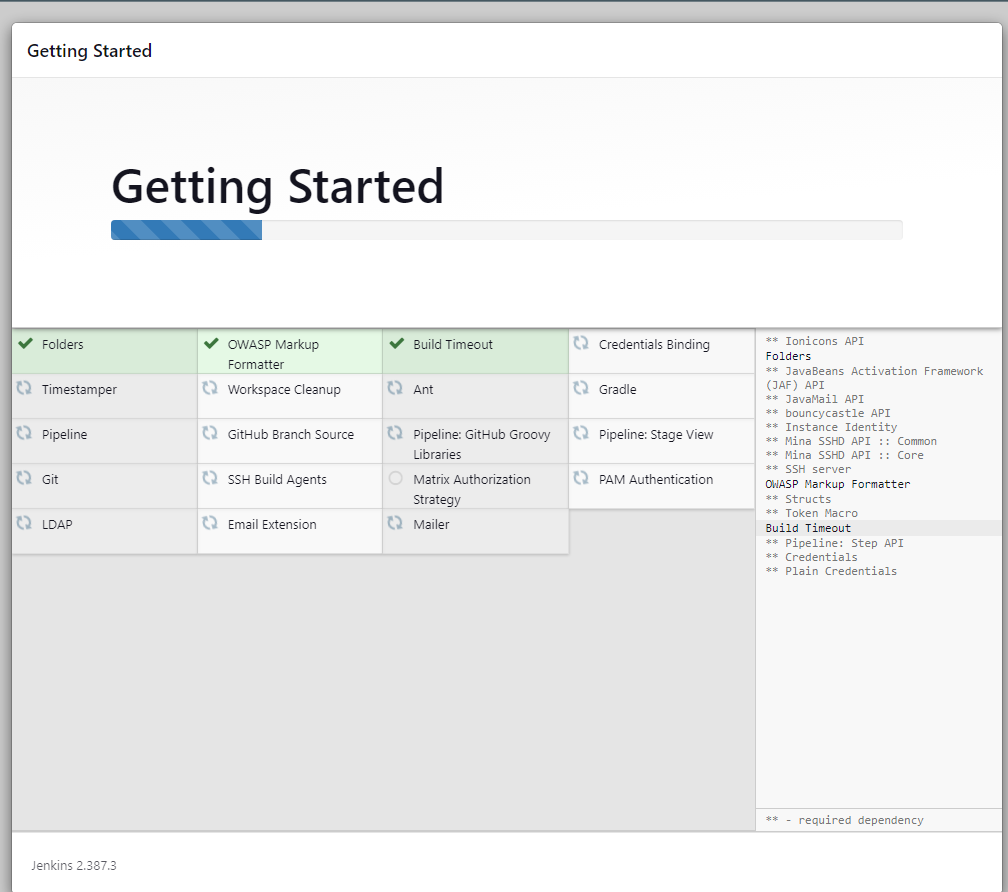 Getting Started
Getting Started
Folders
OWASP Markup
Formatter
Build Timeout
Credentials Binding
Timestamper
Workspace Cleanup
Ant
Gradle
Pipeline
GitHub Branch Source
Pipeline: GitHub Groovy
Libraries
Pipeline: Stage View
Git
SSH Build Agents
Matrix Authorization
Strategy
PAM Authentication
LDAP
Email Extension
Mailer
** Ionicons API
Folders
** JavaBeans Activation Framework
(JAF) API
** JavaMail API
** bouncycastle API
** Instance Identity
** Mina SSHD API :: Common
** Mina SSHD API :: Core
** SSH server
OWASP Markup Formatter
** Structs
** Token Macro
Build Timeout
** Pipeline: Step API
** Credentials
** Plain Credentials
** - required dependency
Jenkins 2.387.3